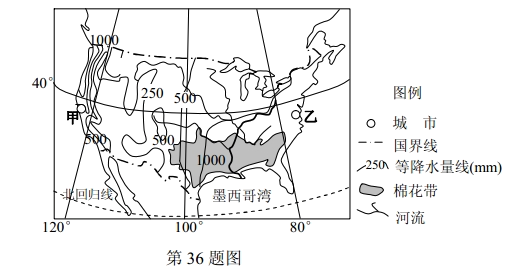 1000
40°
250
500
甲
乙
500
500
1000
北回归线
墨西哥湾
120°
100°
80°
图例
城 市
国界线
250 等降水量线(mm)
棉花带
河流
第 36 题图